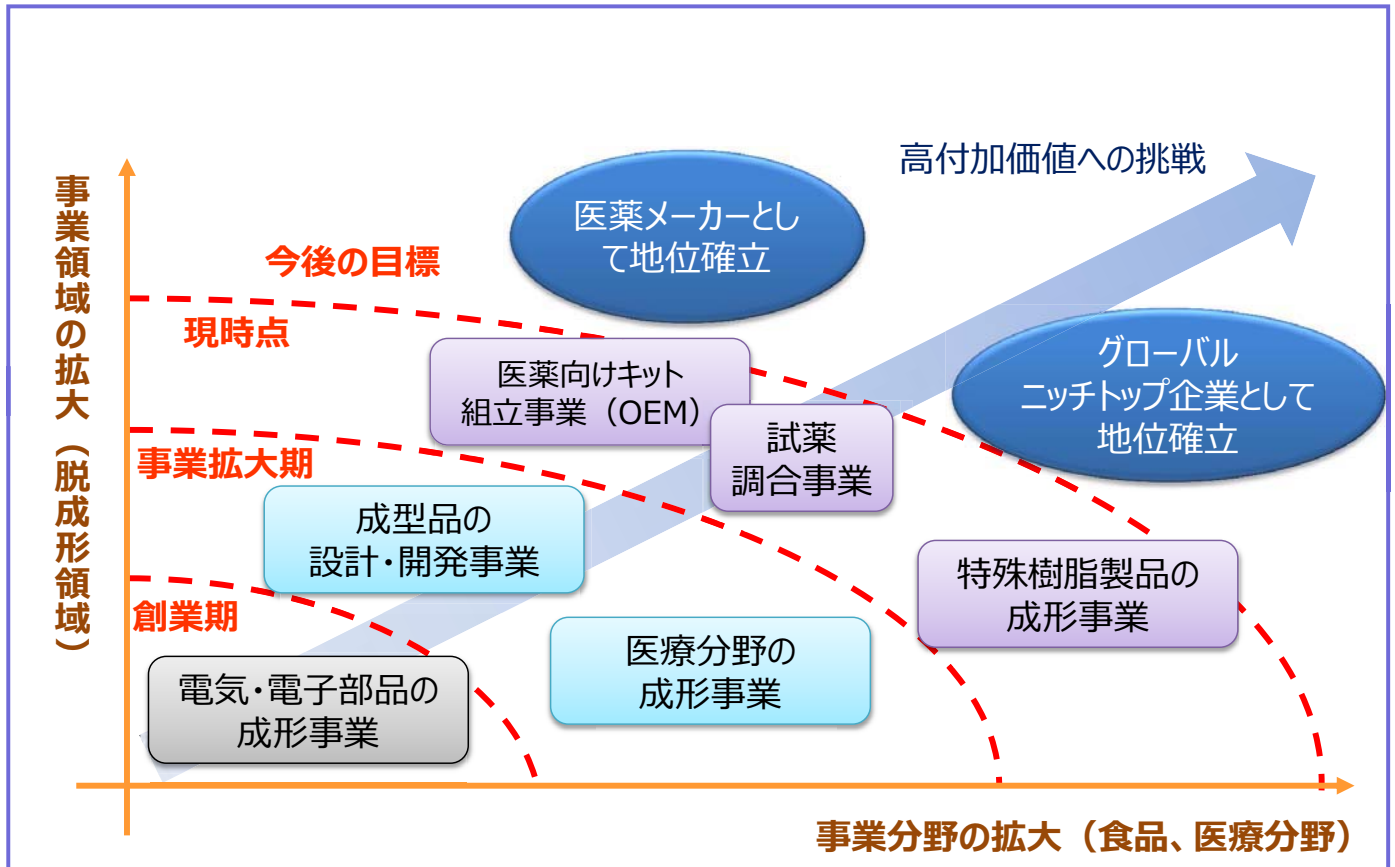 高付加価値への挑戦
事業領域の拡大（脱成形領域）
医薬メーカーとし
て地位確立
今後の目標
現時点
グローバル
ニッチトップ企業として
地位確立
医薬向けキット
組立事業（OEM）
試薬
調合事業
事業拡大期
成型品の
設計・開発事業
特殊樹脂製品の
成形事業
創業期
医療分野の
成形事業
電気・電子部品の
成形事業
事業分野の拡大（食品、医療分野）